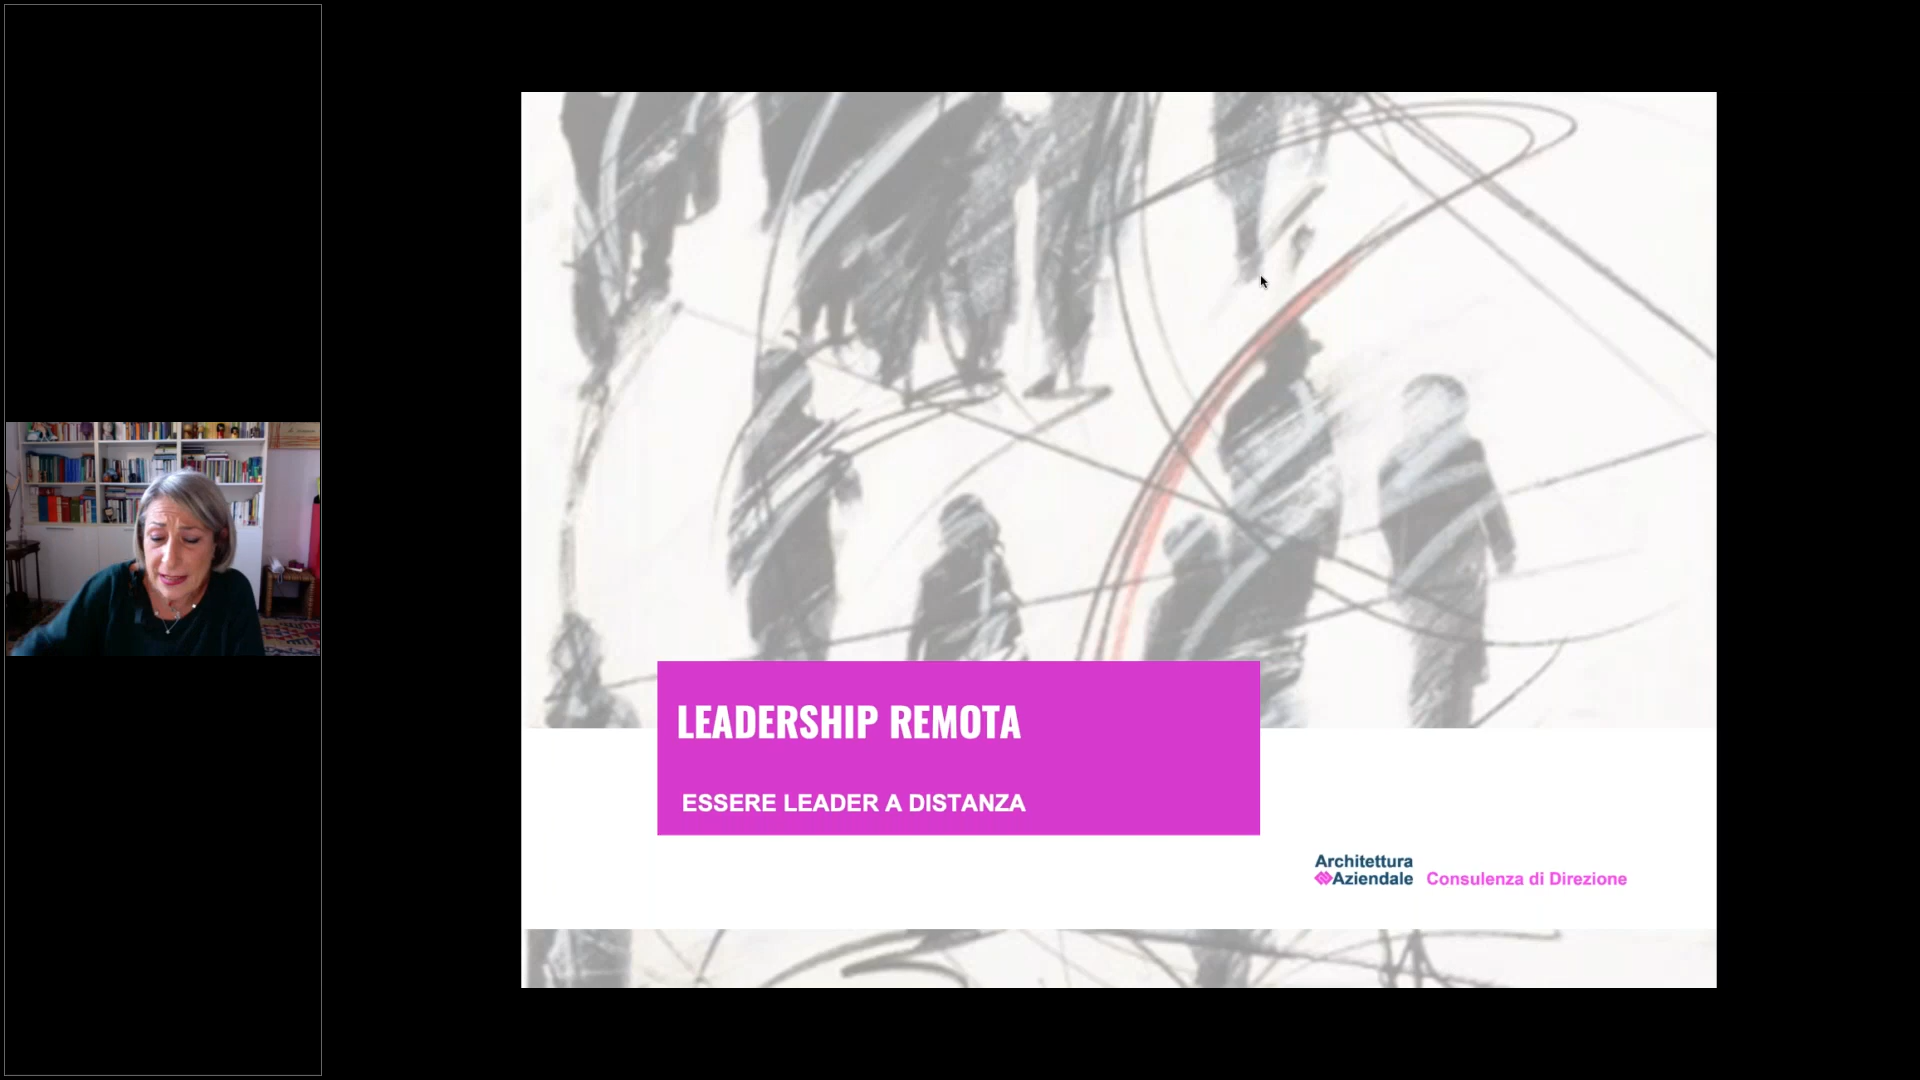 LEADERSHIP REMOTA
ESSERE LEADER A DISTANZA
Architettura
Aziendale Consulenza di Direzione